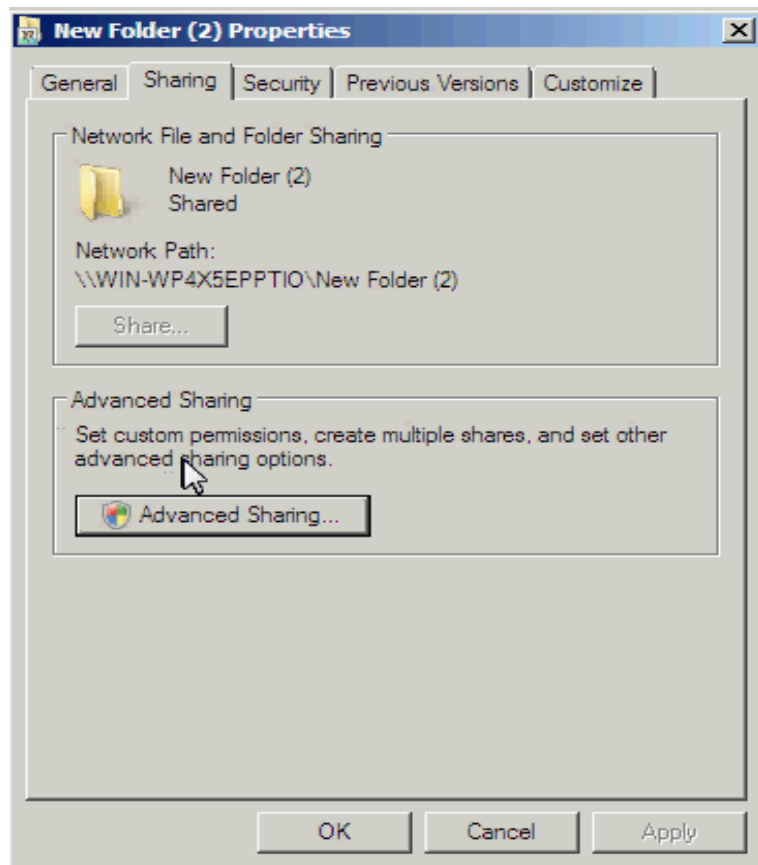 New Folder (2) Properties
General Sharing Security Previous Versions Customize
Network File and Folder Sharing
New Folder (2)
Shared
Network Path:
\\WIN-WP4X5EPPTIO\New Folder (2)
Share...
Advanced Sharing
Set custom permissions, create multiple shares, and set other
advanced sharing options.
Advanced Sharing...
OK Cancel Apply